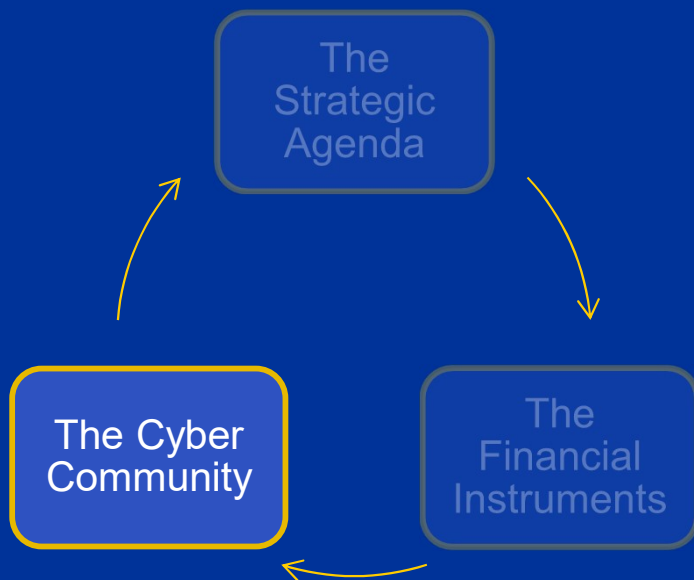 The
Strategic
Agenda
The Cyber
Community
The
Financial
Instruments